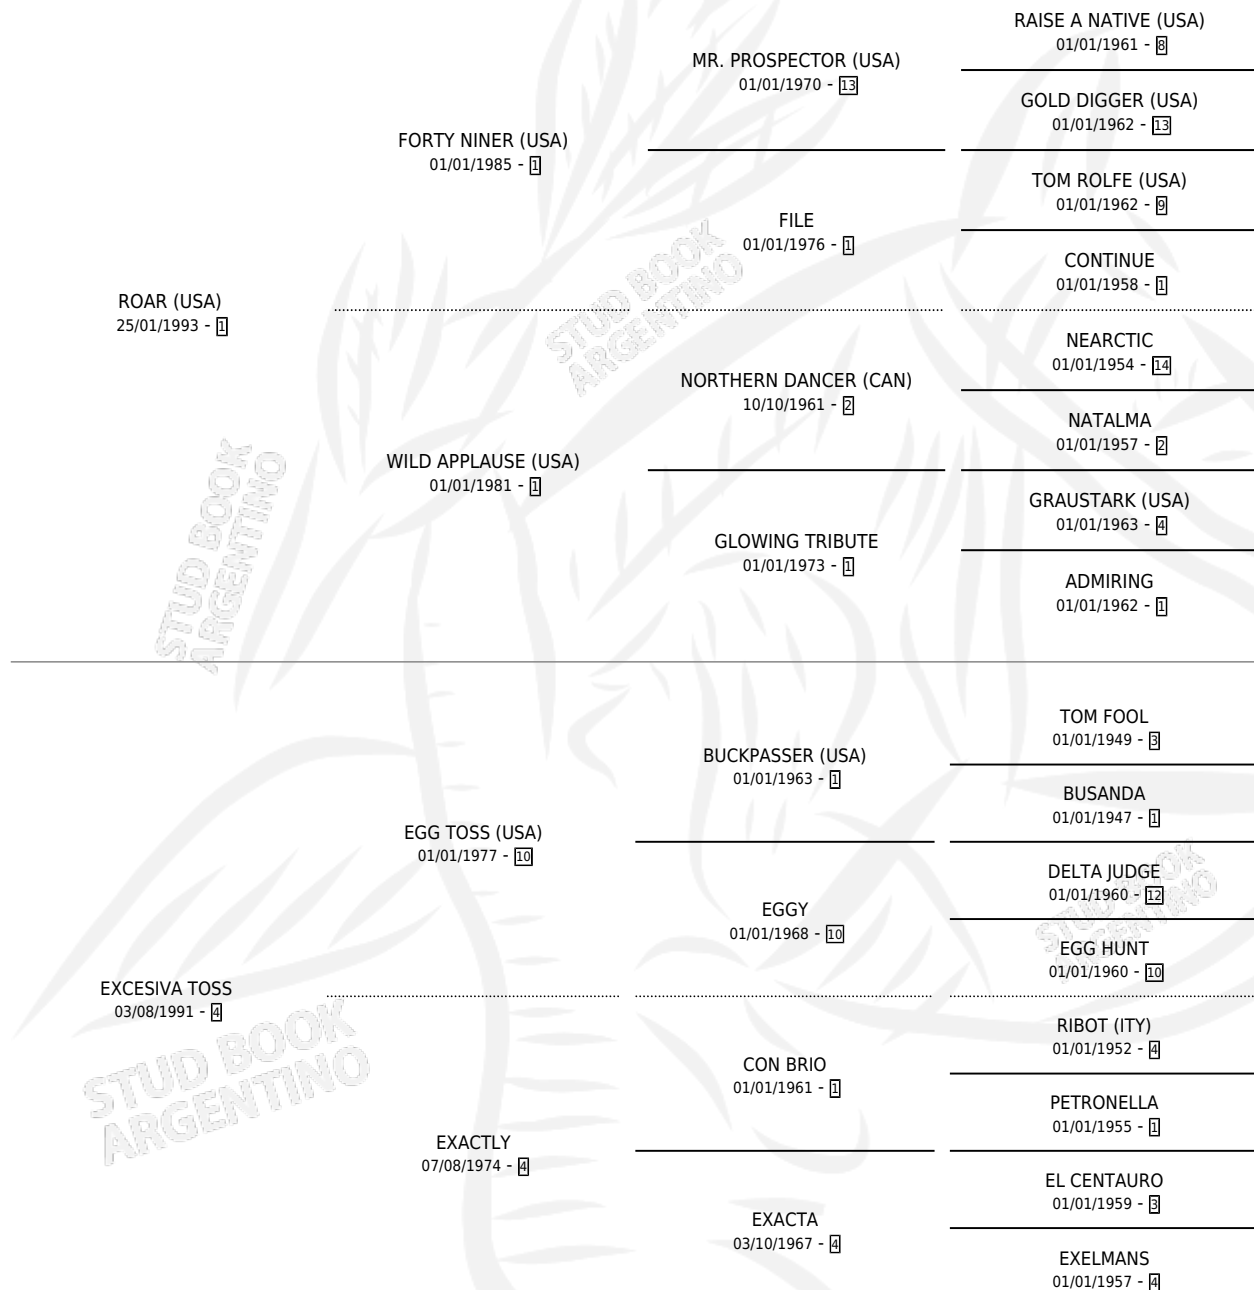 RAISE A NATIVE (USA)
01/01/1961 - 8
MR. PROSPECTOR (USA)
01/01/1970 - 13
GOLD DIGGER (USA)
01/01/1962 - 13
FORTY NINER (USA)
01/01/1985 - 1
TOM ROLFE (USA)
01/01/1962 - 9
FILE
01/01/1976 - 1
CONTINUE
01/01/1958 - 1
ROAR (USA)
25/01/1993 - 1
NEARCTIC
01/01/1954 - 14
NORTHERN DANCER (CAN)
10/10/1961 - 2
NATALMA
01/01/1957 - 2
WILD APPLAUSE (USA)
01/01/1981 - 1
GRAUSTARK (USA)
01/01/1963 - 4
GLOWING TRIBUTE
01/01/1973 - 1
ADMIRING
01/01/1962 - 1
TOM FOOL
01/01/1949 - 3
BUCKPASSER (USA)
01/01/1963 - 1
BUSANDA
01/01/1947 - 1
EGG TOSS (USA)
01/01/1977 - 10
DELTA JUDGE
01/01/1960 - 12
EGGY
01/01/1968 - 10
EGG HUNT
01/01/1960 - 10
EXCESIVA TOSS
03/08/1991 - 4
RIBOT (ITY)
01/01/1952 - 4
CON BRIO
01/01/1961 - 1
PETRONELLA
01/01/1955 - 1
EXACTLY
07/08/1974 - 4
EL CENTAURO
01/01/1959 - 3
EXACTA
03/10/1967 - 4
EXELMANS
01/01/1957 - 4
STUD BOOK
ARGENTINO
STUD BOOK
ARGENTINO
STUD BOOK
ARGENTINO
STUD BOOK
ARGENTINO